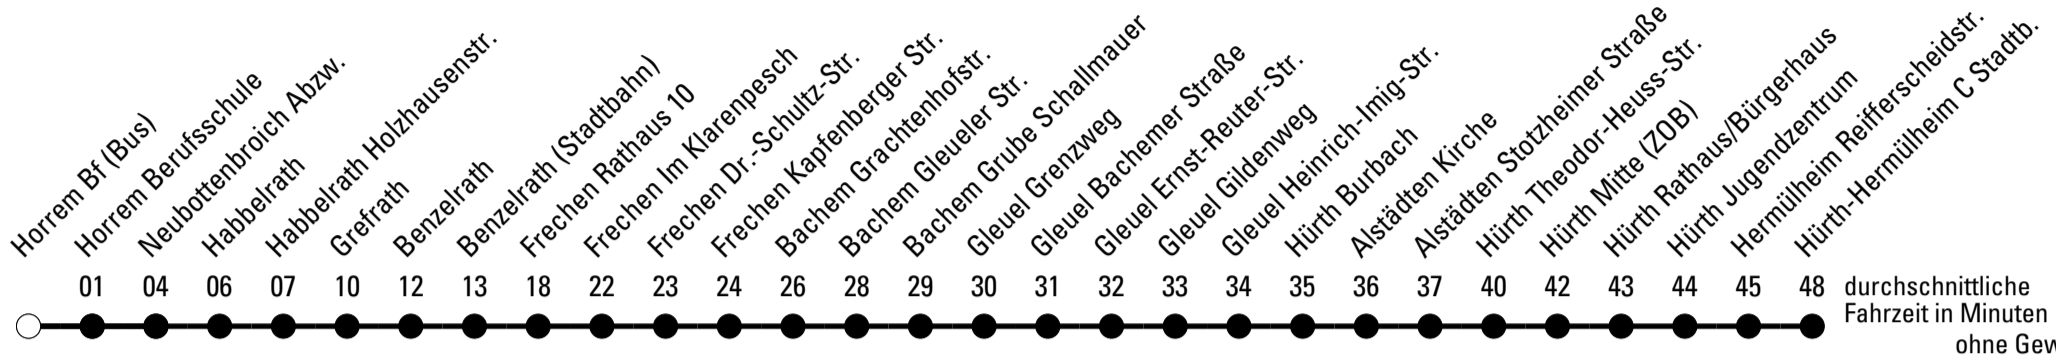 Horrem Bf (Bus)
Horrem Berufsschule
Neubottenbroich Abzw.
Habbelrath
Habbelrath Holzhausenstr.
Grefrath
Benzelrath
Benzelrath (Stadtbahn)
Frechen Rathaus 10
Frechen Im Klarenpesch
Frechen Dr.-Schultz-Str.
Frechen Kapfenberger Str.
Bachem Grachtenhofstr.
Bachem Gleueler Str.
Bachem Grube Schallmauer
Gleuel Grenzweg
Gleuel Bachemer Straße
Gleuel Ernst-Reuter-Str.
Gleuel Gildenweg
Gleuel Heinrich-Imig-Str.
Hürth Burbach
Alstädten Kirche
Alstädten Stotzheimer Straße
Hürth Theodor-Heuss-Str.
Hürth Mitte (ZOB)
Hürth Rathaus/Bürgerhaus
Hürth Jugendzentrum
Hermülheim Reifferscheidstr.
Hürth-Hermülheim C Stadtb.
01 04 06 07 10 12 13 18 22 23 24 26 28 29 30 31 32 33 34 35 36 37 40 42 43 44 45 48 durchschnittliche
Fahrzeit in Minuten
ohne Gew